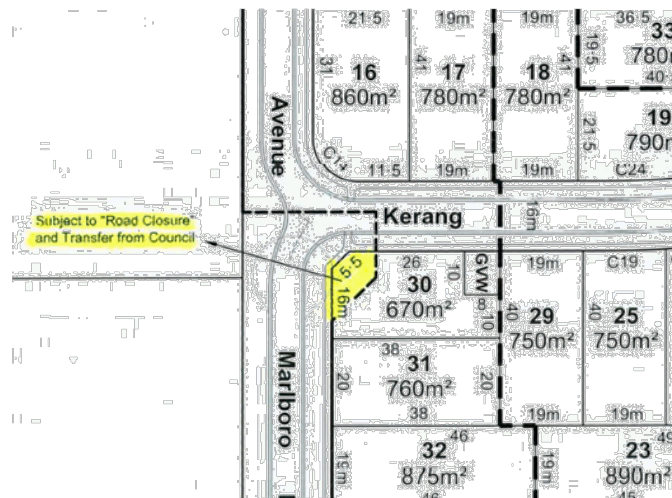 21·5
19m
19m
36·5
31
16
860m²
41
17
780m²
18
780m²
41
19·5
33
780m
40
21·5
19
790m
Avenue
C14
11.5
19m
19m
C24
Subject to "Road Closure"
and Transfer from Council
Kerang
16m
5·5
16m
26
30
670m²
10
GVW
8
10
19m
40
29
750m²
C19
40
25
750m²
38
31
760m²
20
20
38
19m
19m
Marlboro
46
32
875m²
19m
19m
23
890m²